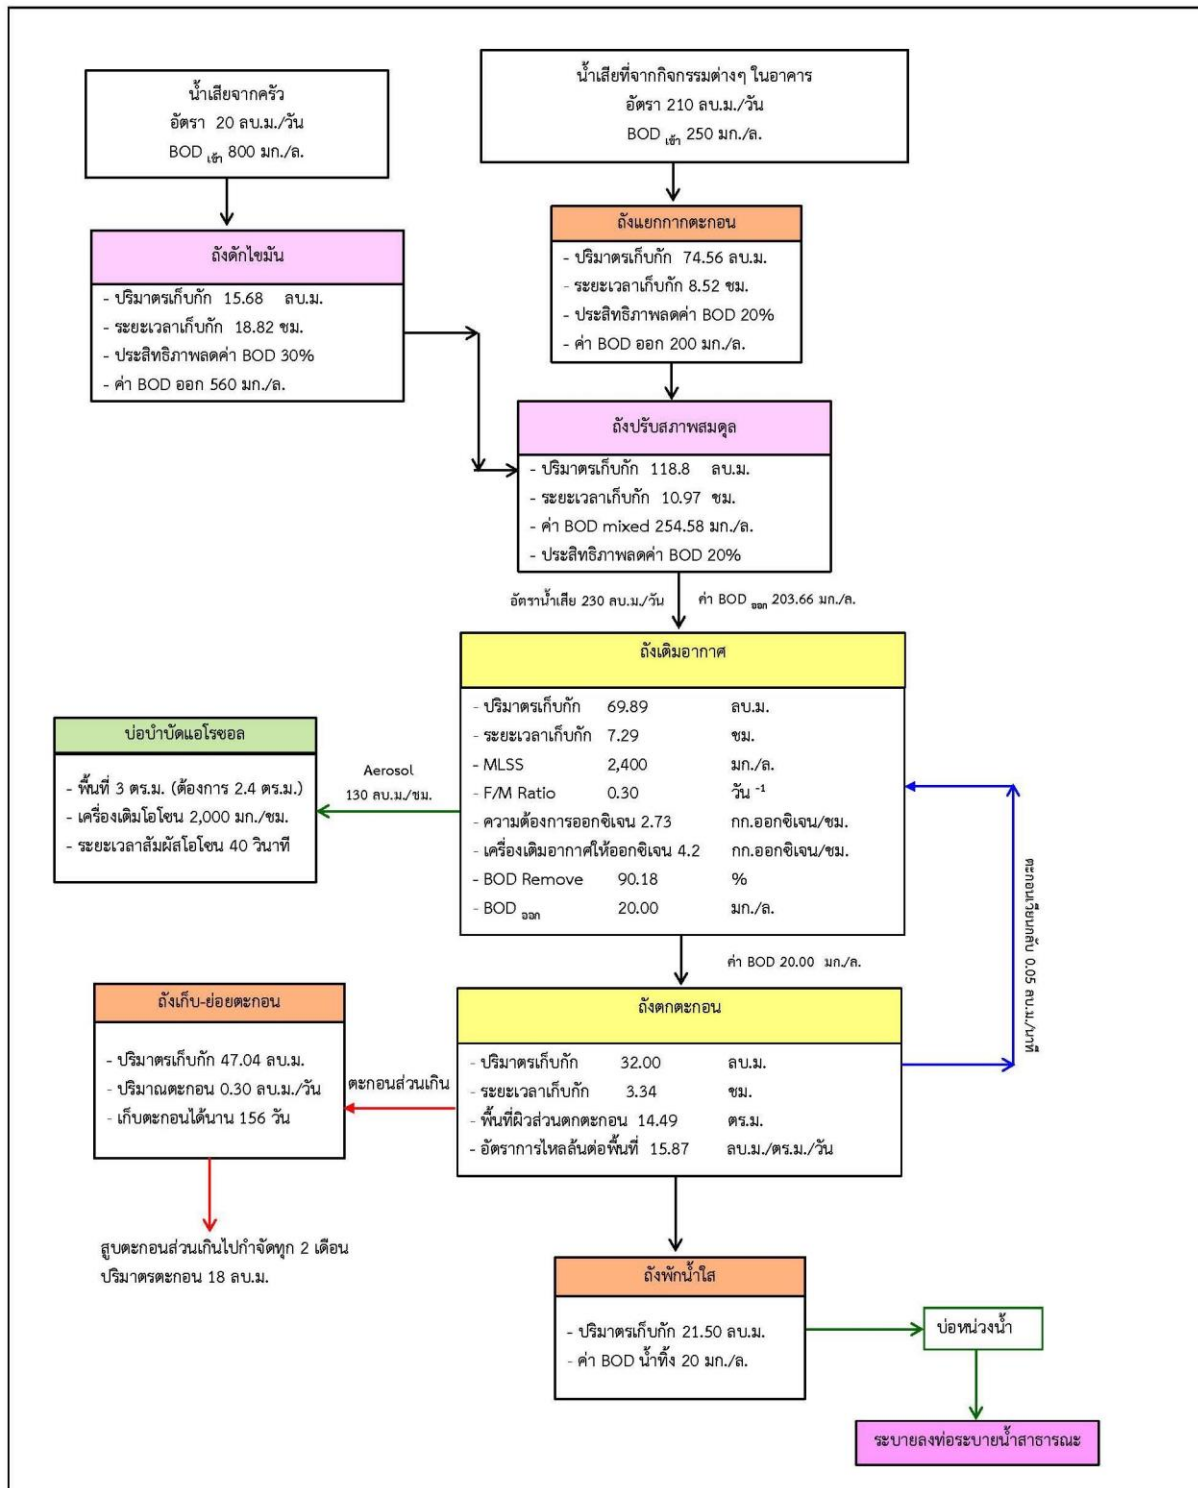 น้ำเสียจากครัว
อัตรา 20 ลบ.ม./วัน
BOD เข้า 800 มก./ล.
น้ำเสียที่จากกิจกรรมต่างๆ ในอาคาร
อัตรา 210 ลบ.ม./วัน
BOD เข้า 250 มก./ล.
ถังดักไขมัน
- ปริมาตรเก็บกัก 15.68 ลบ.ม.
- ระยะเวลาเก็บกัก 18.82 ชม.
- ประสิทธิภาพลดค่า BOD 30%
- ค่า BOD ออก 560 มก./ล.
ถังแยกกากตะกอน
- ปริมาตรเก็บกัก 74.56 ลบ.ม.
- ระยะเวลาเก็บกัก 8.52 ชม.
- ประสิทธิภาพลดค่า BOD 20%
- ค่า BOD ออก 200 มก./ล.
ถังปรับสภาพสมดุล
- ปริมาตรเก็บกัก 118.8 ลบ.ม.
- ระยะเวลาเก็บกัก 10.97 ชม.
- ค่า BOD mixed 254.58 มก./ล.
- ประสิทธิภาพลดค่า BOD 20%
อัตราน้ำเสีย 230 ลบ.ม./วัน ค่า BOD ออก 203.66 มก./ล.
ถังเติมอากาศ
- ปริมาตรเก็บกัก 69.89 ลบ.ม.
- ระยะเวลาเก็บกัก 7.29 ชม.
- MLSS 2,400 มก./ล.
- F/M Ratio 0.30 วัน -1
- ความต้องการออกซิเจน 2.73 กก.ออกซิเจน/ชม.
- เครื่องเติมอากาศให้ออกซิเจน 4.2 กก.ออกซิเจน/ชม.
- BOD Remove 90.18 %
- BOD ออก 20.00 มก./ล.
Aerosol
130 ลบ.ม./ชม.
บ่อบำบัดแอโรซอล
- พื้นที่ 3 ตร.ม. (ต้องการ 2.4 ตร.ม.)
- เครื่องเติมโอโซน 2,000 มก./ชม.
- ระยะเวลาสัมผัสโอโซน 40 วินาที
ตะกอนเวียนกลับ 0.05 ลบ.ม./นาที
ค่า BOD 20.00 มก./ล.
ถังตกตะกอน
- ปริมาตรเก็บกัก 32.00 ลบ.ม.
- ระยะเวลาเก็บกัก 3.34 ชม.
- พื้นที่ผิวส่วนตกตะกอน 14.49 ตร.ม.
- อัตราการไหลล้นต่อพื้นที่ 15.87 ลบ.ม./ตร.ม./วัน
ตะกอนส่วนเกิน
ถังเก็บ-ย่อยตะกอน
- ปริมาตรเก็บกัก 47.04 ลบ.ม.
- ปริมาณตะกอน 0.30 ลบ.ม./วัน
- เก็บตะกอนได้นาน 156 วัน
สูบตะกอนส่วนเกินไปกำจัดทุก 2 เดือน
ปริมาตรตะกอน 18 ลบ.ม.
ถังพักน้ำใส
- ปริมาตรเก็บกัก 21.50 ลบ.ม.
- ค่า BOD น้ำทิ้ง 20 มก./ล.
บ่อหน่วงน้ำ
ระบายลงท่อระบายน้ำสาธารณะ